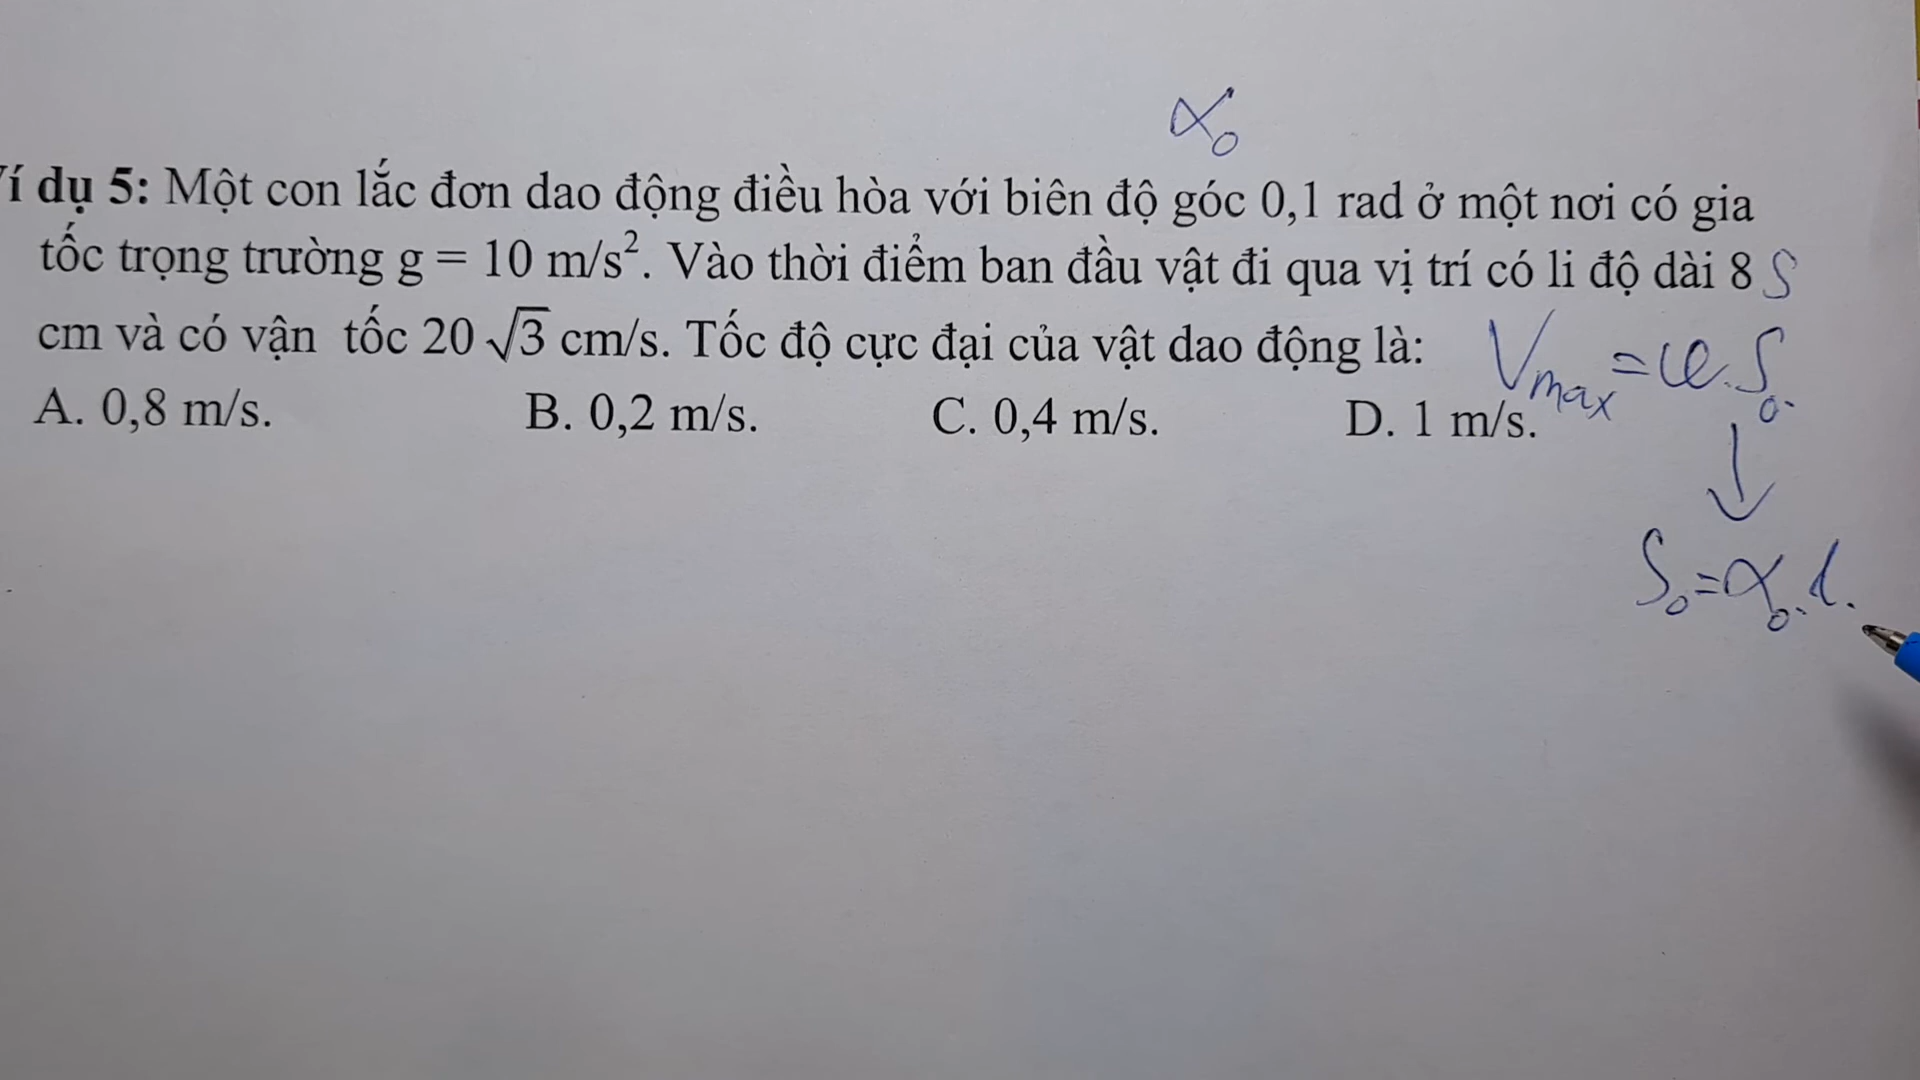 α₀
Ví dụ 5: Một con lắc đơn dao động điều hòa với biên độ góc 0,1 rad ở một nơi có gia
tốc trọng trường g = 10 m/s². Vào thời điểm ban đầu vật đi qua vị trí có li độ dài 8 S
cm và có vận tốc 20 √3 cm/s. Tốc độ cực đại của vật dao động là:
Vmax = ω.S₀.
A. 0,8 m/s. B. 0,2 m/s. C. 0,4 m/s. D. 1 m/s.
↓
S₀ = α₀.l.